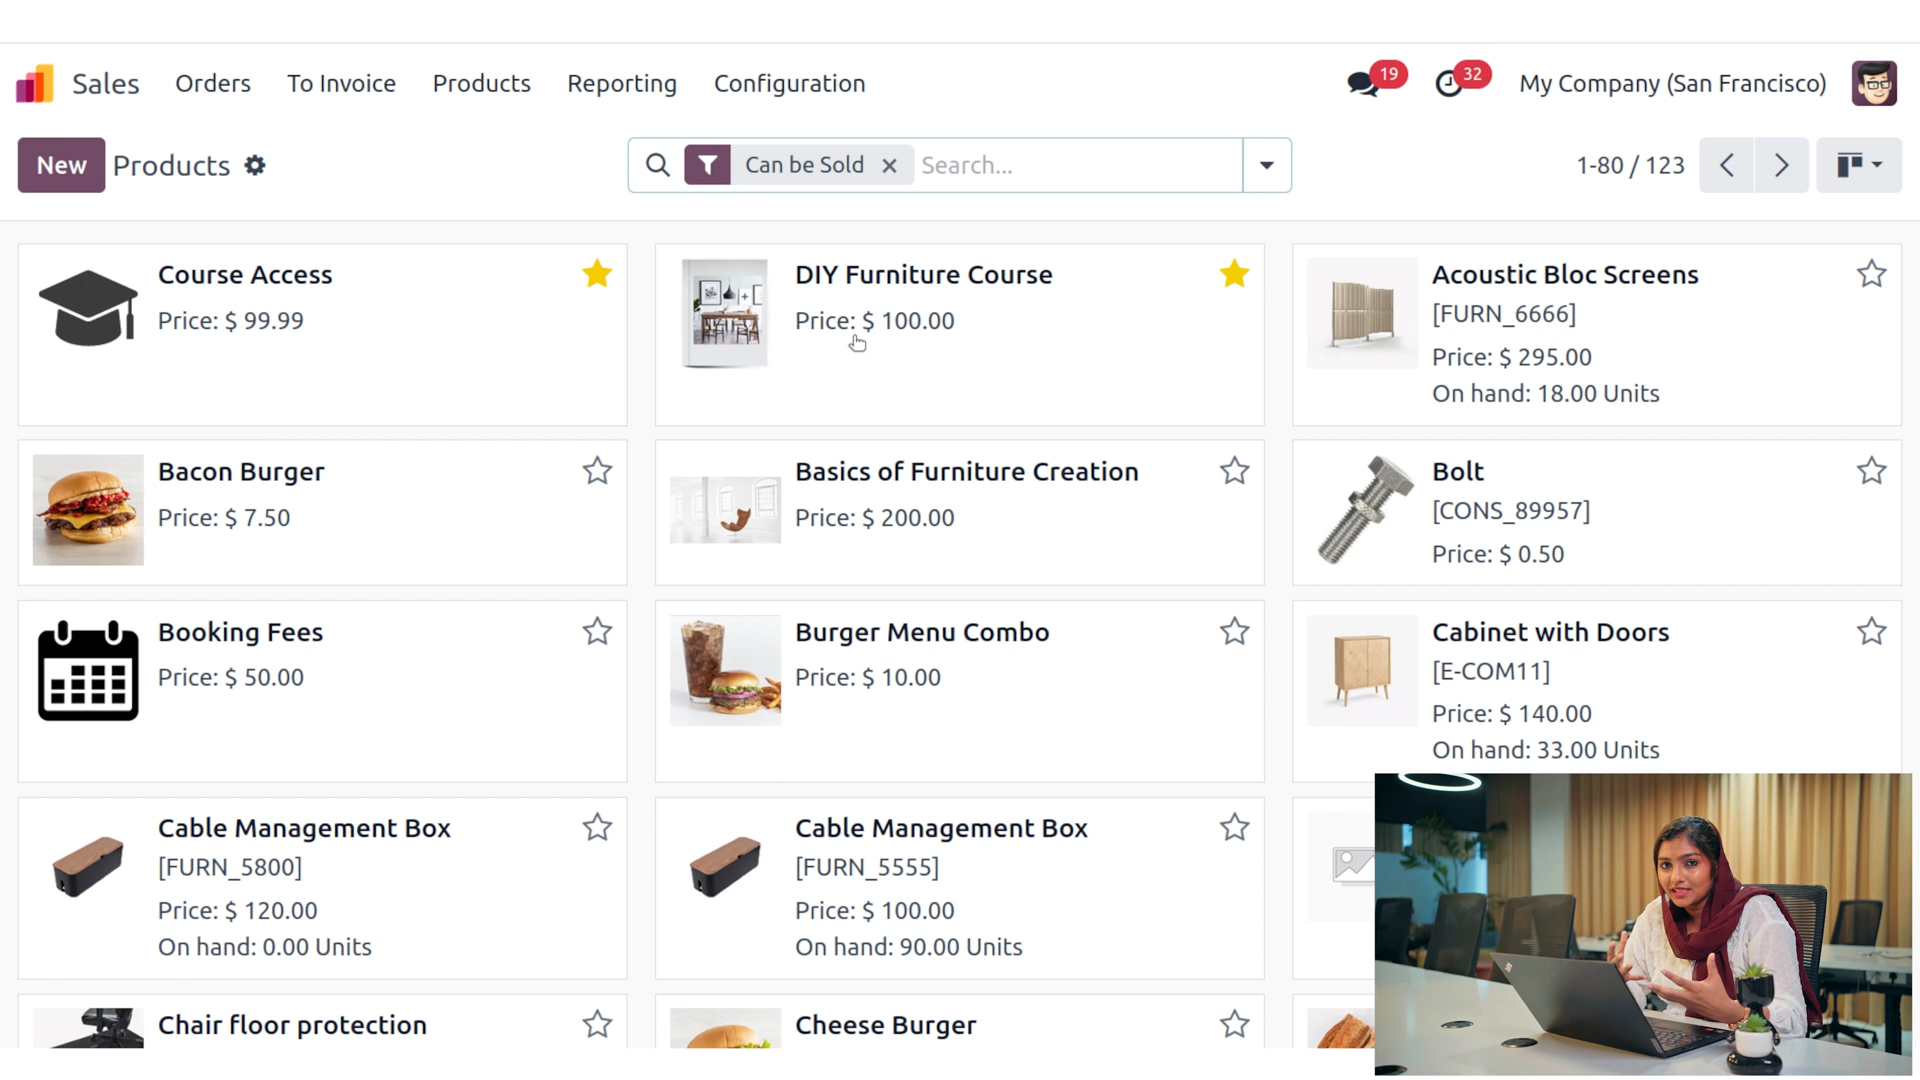 Sales Orders To Invoice Products Reporting Configuration 19 32 My Company (San Francisco)
New Products Can be Sold Search... 1-80 / 123
Course Access
Price: $ 99.99
DIY Furniture Course
Price: $ 100.00
Acoustic Bloc Screens
[FURN_6666]
Price: $ 295.00
On hand: 18.00 Units
Bacon Burger
Price: $ 7.50
Basics of Furniture Creation
Price: $ 200.00
Bolt
[CONS_89957]
Price: $ 0.50
Booking Fees
Price: $ 50.00
Burger Menu Combo
Price: $ 10.00
Cabinet with Doors
[E-COM11]
Price: $ 140.00
On hand: 33.00 Units
Cable Management Box
[FURN_5800]
Price: $ 120.00
On hand: 0.00 Units
Cable Management Box
[FURN_5555]
Price: $ 100.00
On hand: 90.00 Units
Chair floor protection
Cheese Burger